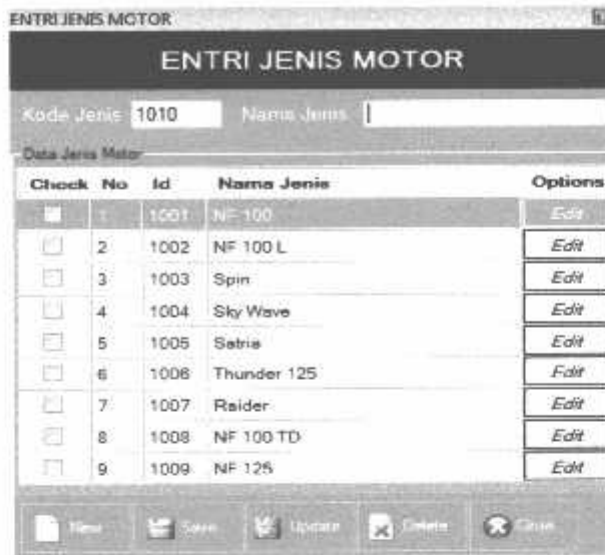 ENTRI JENIS MOTOR
ENTRI JENIS MOTOR
Kode Jenis 1010 Nama Jenis
Data Jenis Motor
Check No Id Nama Jenis Options
1 1001 NF 100 Edit
2 1002 NF 100 L Edit
3 1003 Spin Edit
4 1004 Sky Wave Edit
5 1005 Satria Edit
6 1006 Thunder 125 Edit
7 1007 Raider Edit
8 1008 NF 100 TD Edit
9 1009 NF 125 Edit
New Save Update Delete Close